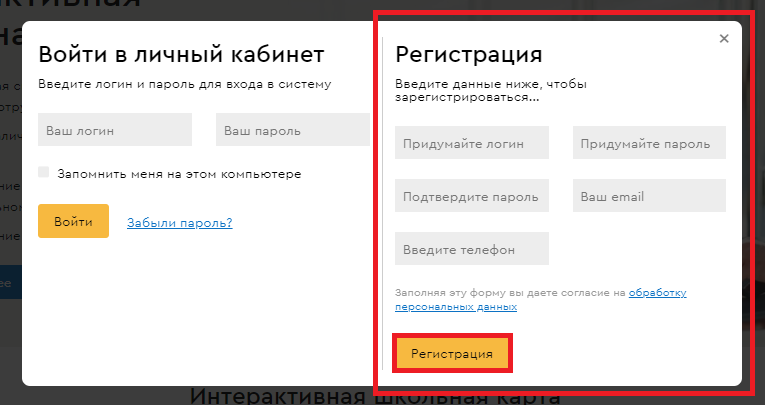 активная
на
Войти в личный кабинет
Введите логин и пароль для входа в систему
Ваш логин
Ваш пароль
Запомнить меня на этом компьютере
Войти
Забыли пароль?
Регистрация
Введите данные ниже, чтобы
зарегистрироваться...
Придумайте логин
Придумайте пароль
Подтвердите пароль
Ваш email
Введите телефон
Заполняя эту форму вы даете согласие на обработку
персональных данных
Регистрация
Интерактивная школьная карта